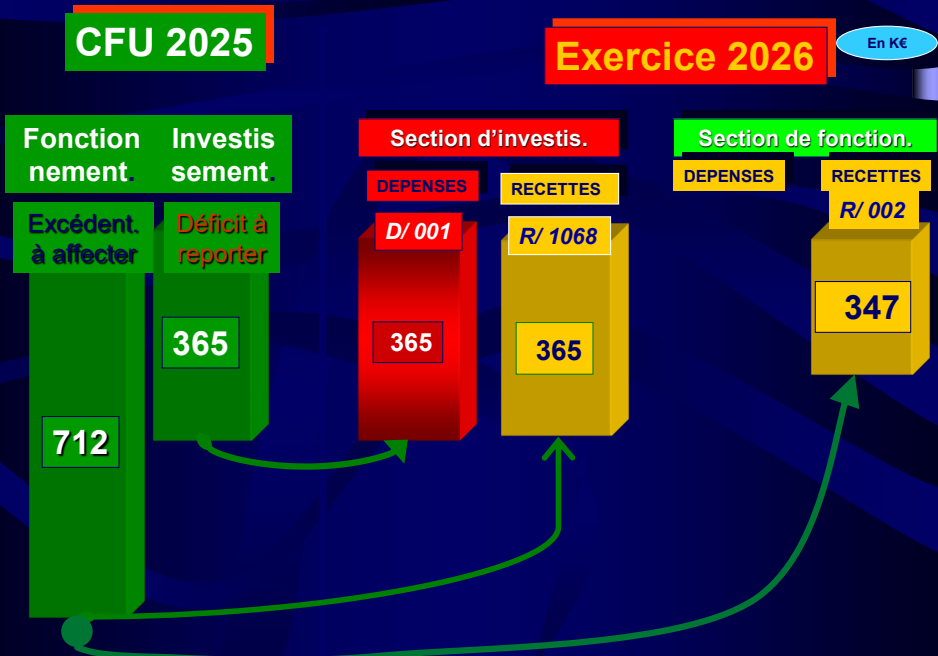 CFU 2025
Exercice 2026
En K€
Fonction
nement.
Investis
sement.
Section d’investis.
Section de fonction.
DEPENSES
RECETTES
DEPENSES
RECETTES
Excédent.
à affecter
Déficit à
reporter
D/ 001
R/ 1068
R/ 002
365
365
365
347
712